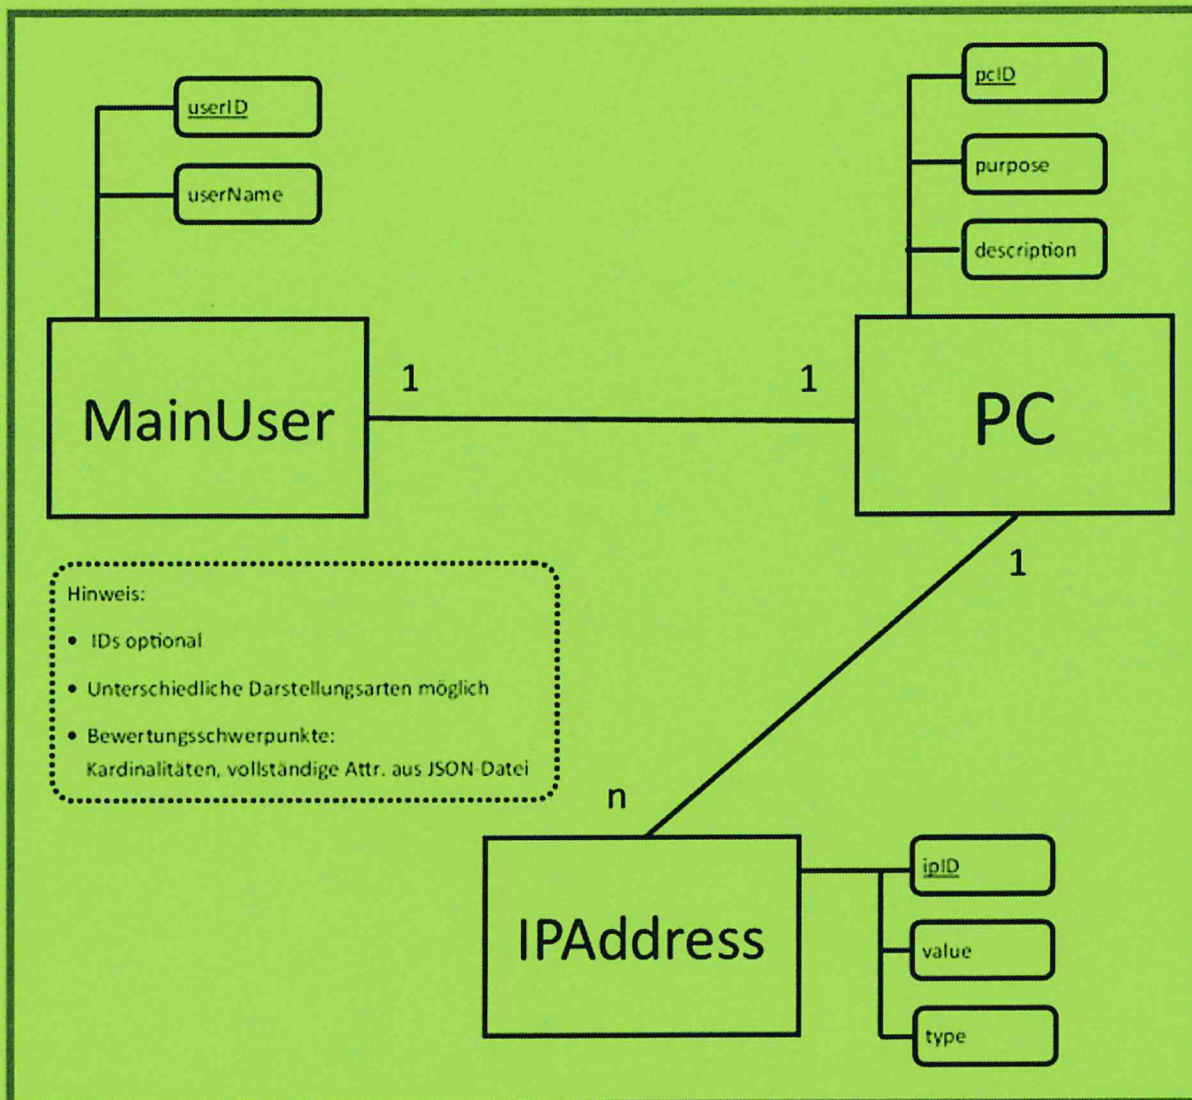 userID
userName
pcID
purpose
description
MainUser
1
1
PC
1
Hinweis:
• IDs optional
• Unterschiedliche Darstellungsarten möglich
• Bewertungsschwerpunkte:
Kardinalitäten, vollständige Attr. aus JSON-Datei
n
IPAddress
ipID
value
type